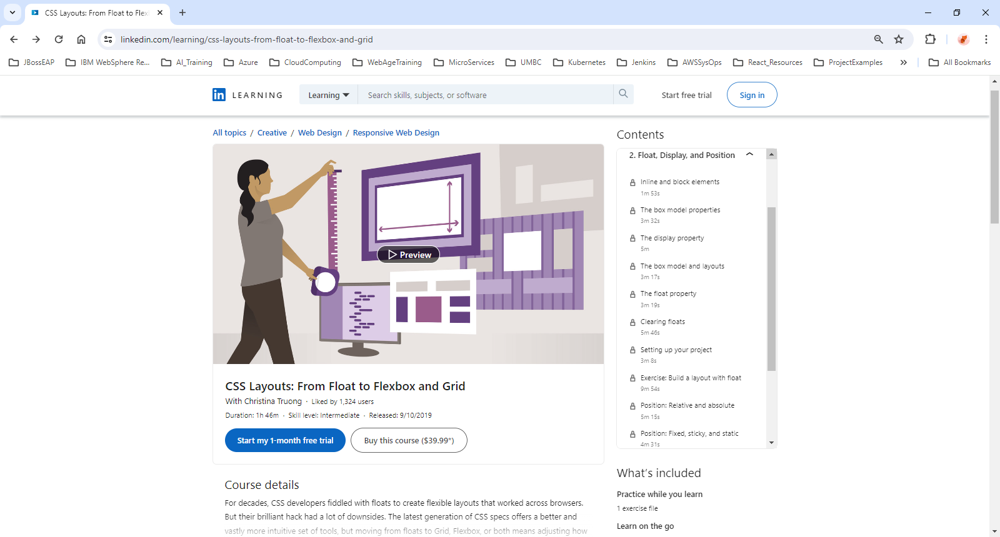 CSS Layouts: From Float to Flex
linkedin.com/learning/css-layouts-from-float-to-flexbox-and-grid
JBossEAP IBM WebSphere Re... AI_Training Azure CloudComputing WebAgeTraining MicroServices UMBC Kubernetes Jenkins AWSSysOps React_Resources ProjectExamples » All Bookmarks
in LEARNING Learning Search skills, subjects, or software Start free trial Sign in
All topics / Creative / Web Design / Responsive Web Design
Preview
CSS Layouts: From Float to Flexbox and Grid
With Christina Truong · Liked by 1,324 users
Duration: 1h 46m · Skill level: Intermediate · Released: 9/10/2019
Start my 1-month free trial Buy this course ($39.99*)
Course details
For decades, CSS developers fiddled with floats to create flexible layouts that worked across browsers.
But their brilliant hack had a lot of downsides. The latest generation of CSS specs offers a better and
vastly more intuitive set of tools, but moving from floats to Grid, Flexbox, or both means adjusting how
Contents
2. Float, Display, and Position
Inline and block elements
1m 53s
The box model properties
3m 32s
The display property
5m
The box model and layouts
3m 17s
The float property
3m 19s
Clearing floats
5m 46s
Setting up your project
3m 8s
Exercise: Build a layout with float
9m 54s
Position: Relative and absolute
5m 15s
Position: Fixed, sticky, and static
4m 31s
What's included
Practice while you learn
1 exercise file
Learn on the go